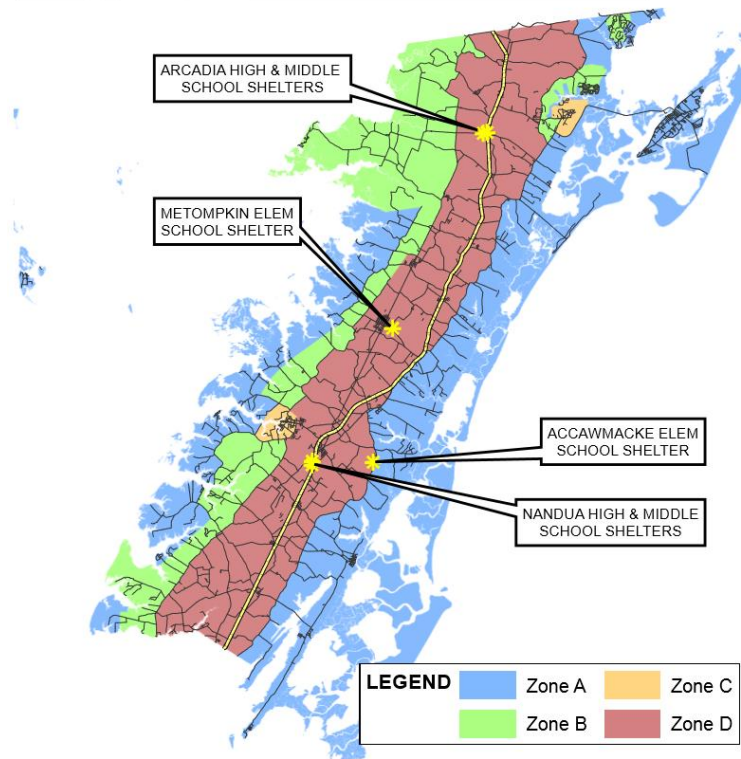 ARCADIA HIGH & MIDDLE
SCHOOL SHELTERS
METOMPKIN ELEM
SCHOOL SHELTER
ACCAWMACKE ELEM
SCHOOL SHELTER
NANDUA HIGH & MIDDLE
SCHOOL SHELTERS
LEGEND
Zone A
Zone C
Zone B
Zone D